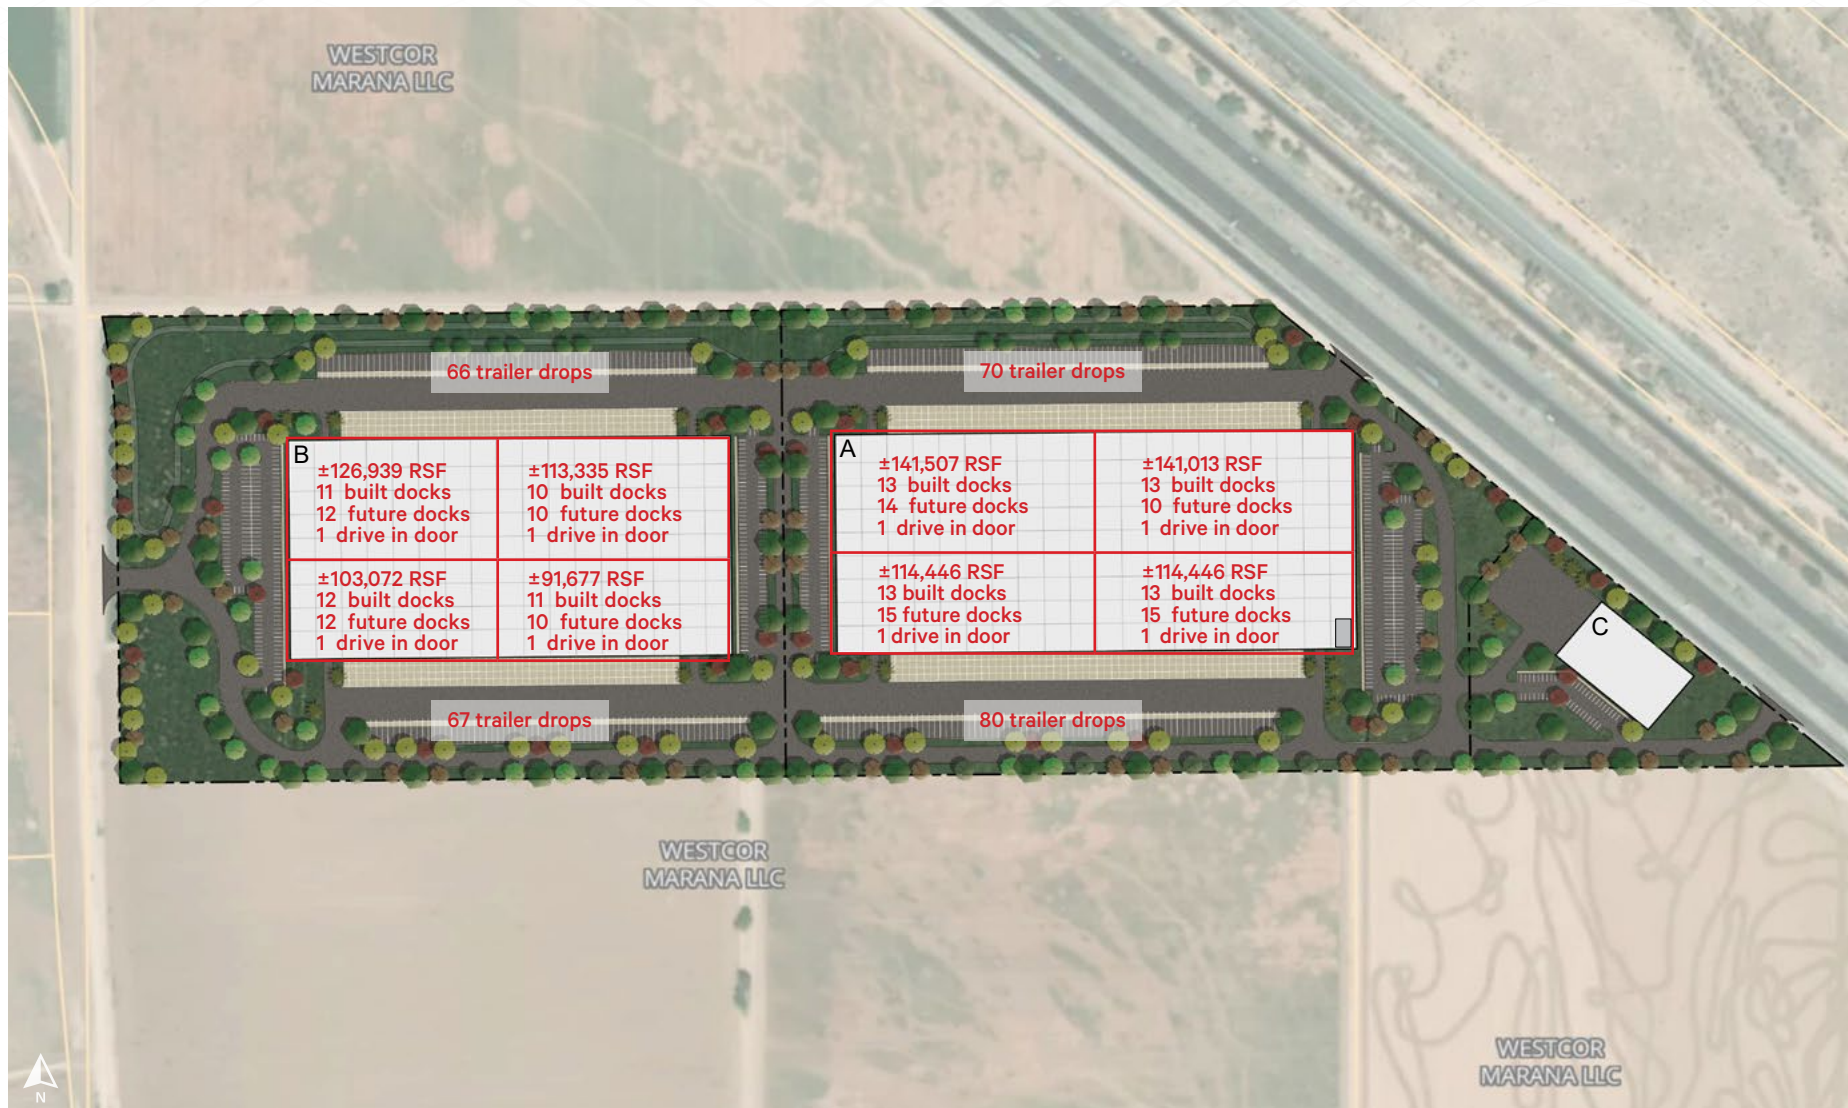 WESTCOR
MARANA LLC
66 trailer drops
70 trailer drops
B
±126,939 RSF
11 built docks
12 future docks
1 drive in door
±113,335 RSF
10 built docks
10 future docks
1 drive in door
±103,072 RSF
12 built docks
12 future docks
1 drive in door
±91,677 RSF
11 built docks
10 future docks
1 drive in door
A
±141,507 RSF
13 built docks
14 future docks
1 drive in door
±141,013 RSF
13 built docks
10 future docks
1 drive in door
±114,446 RSF
13 built docks
15 future docks
1 drive in door
±114,446 RSF
13 built docks
15 future docks
1 drive in door
C
67 trailer drops
80 trailer drops
WESTCOR
MARANA LLC
WESTCOR
MARANA LLC
N